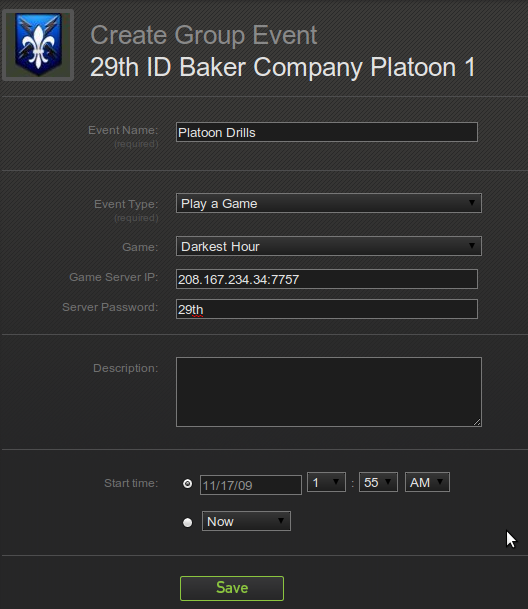 Create Group Event
29th ID Baker Company Platoon 1
Event Name: Platoon Drills
(required)
Event Type: Play a Game
(required)
Game: Darkest Hour
Game Server IP: 208.167.234.34:7757
Server Password: 29th
Description:
Start time: 11/17/09 1 : 55 AM
Now
Save